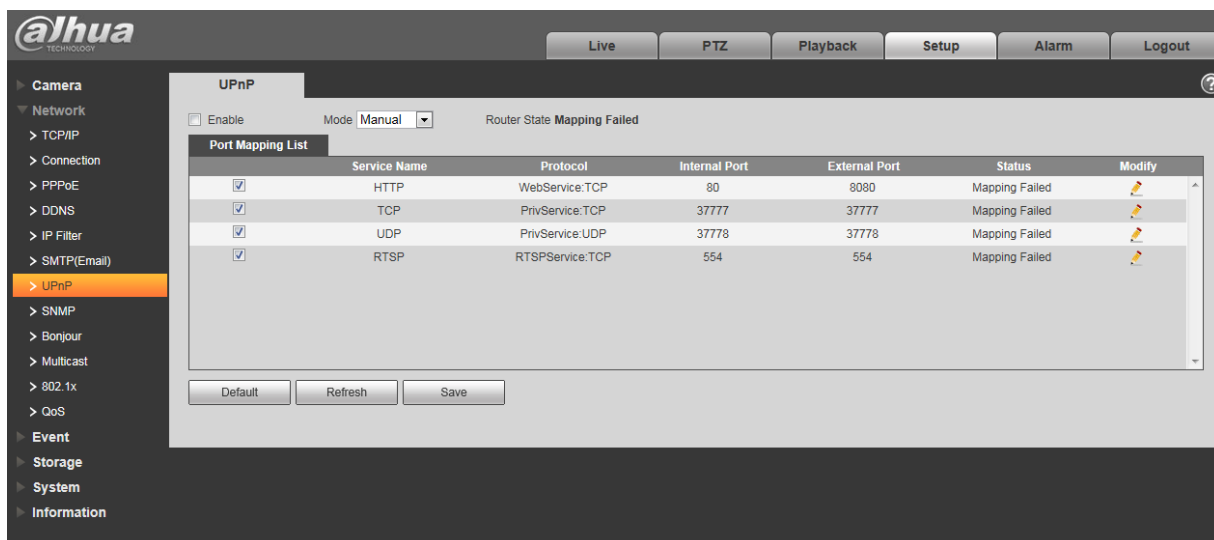 alhua
TECHNOLOGY
Live PTZ Playback Setup Alarm Logout
Camera
Network
> TCP/IP
> Connection
> PPPoE
> DDNS
> IP Filter
> SMTP(Email)
> UPnP
> SNMP
> Bonjour
> Multicast
> 802.1x
> QoS
Event
Storage
System
Information
UPnP
?
Enable Mode Manual Router State Mapping Failed
Port Mapping List
Service Name Protocol Internal Port External Port Status Modify
HTTP WebService:TCP 80 8080 Mapping Failed
TCP PrivService:TCP 37777 37777 Mapping Failed
UDP PrivService:UDP 37778 37778 Mapping Failed
RTSP RTSPService:TCP 554 554 Mapping Failed
Default Refresh Save